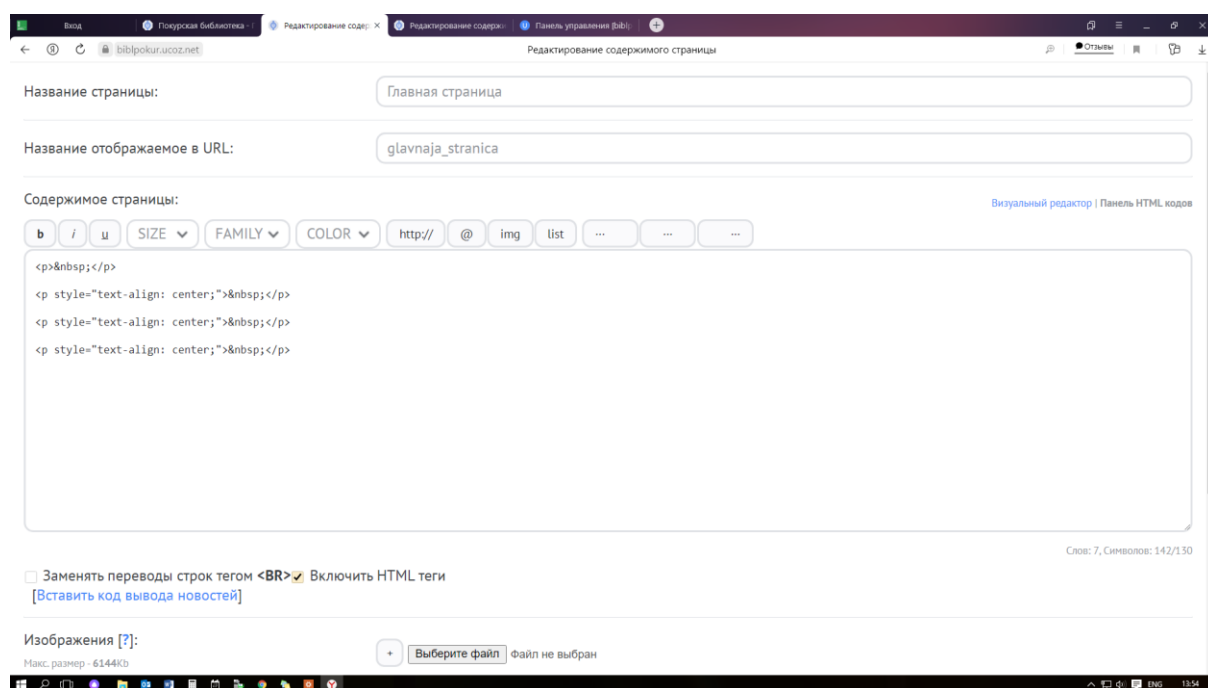 Вход Покурская библиотека - Г Редактирование содер: Редактирование содержи Панель управления (biblp
biblpokur.ucoz.net Редактирование содержимого страницы Отзывы
Название страницы: Главная страница
Название отображаемое в URL: glavnaja_stranica
Содержимое страницы: Визуальный редактор | Панель HTML кодов
b i u SIZE FAMILY COLOR http:// @ img list ... ... ...
<p>&nbsp;</p>
<p style="text-align: center;">&nbsp;</p>
<p style="text-align: center;">&nbsp;</p>
<p style="text-align: center;">&nbsp;</p>
Слов: 7, Символов: 142/130
Заменять переводы строк тегом <BR> Включить HTML теги
[Вставить код вывода новостей]
Изображения [?]: + Выберите файл Файл не выбран
Макс. размер - 6144Kb
ENG 13:54